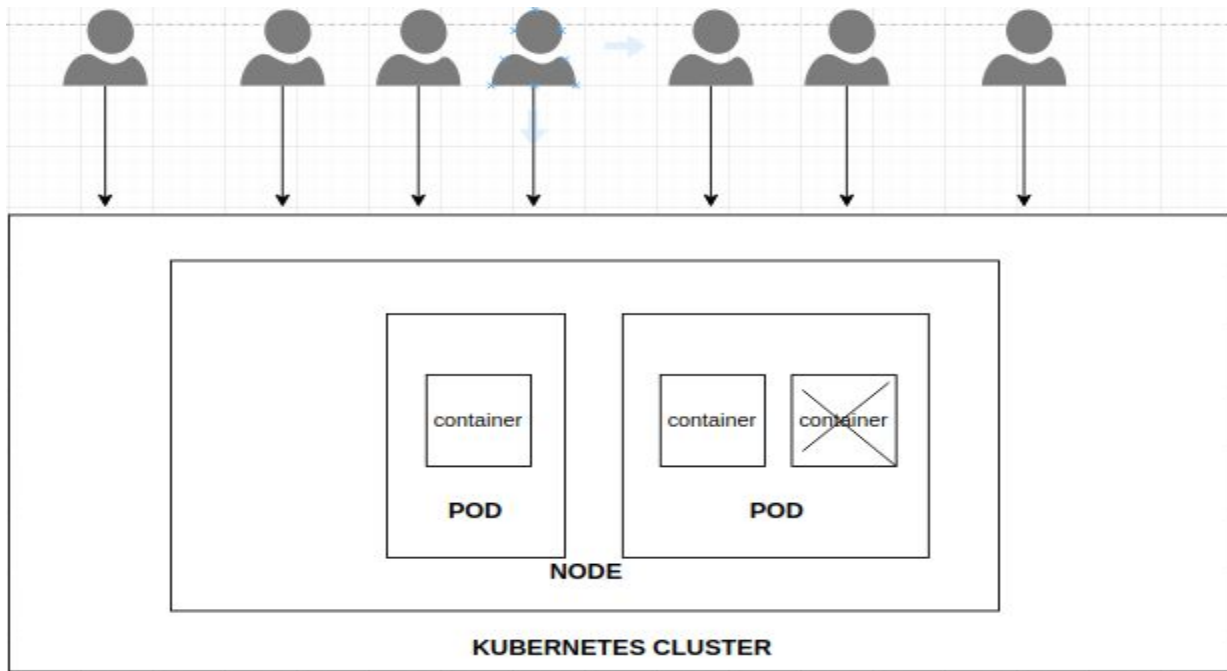 container
container
container
POD
POD
NODE
KUBERNETES CLUSTER